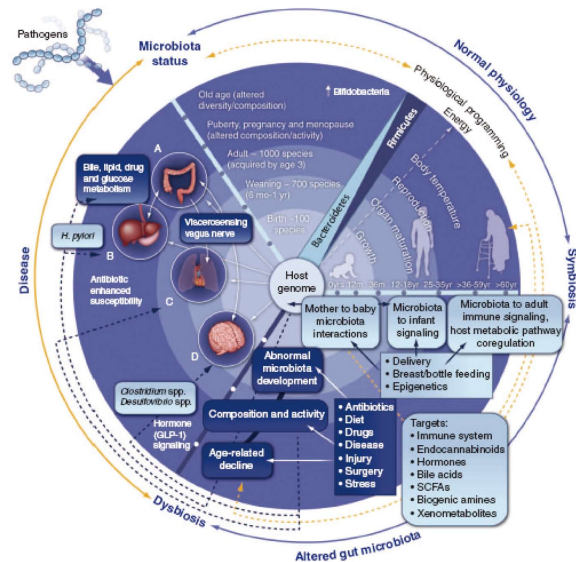 Pathogens
Microbiota
status
Normal physiology
Physiological programming
Energy
Body temperature
Reproduction
Organ maturation
Growth
Old age (altered
diversity/composition)
Puberty, pregnancy and menopause
(altered composition/activity)
Adult ~ 1000 species
(acquired by age 3)
Weaning ~ 700 species
(6 mo-1 yr)
Birth ~100
species
↑ Bifidobacteria
Firmicutes
Bacteroidetes
A
Bile, lipid, drug
and glucose
metabolism
Viscerosensing
vagus nerve
H. pylori
B
Antibiotic
enhanced
susceptibility
C
D
Host
genome
0yrs 12m 36m 12-18yr 25-35yr >36-59yr >60yr
Mother to baby
microbiota
interactions
Microbiota
to infant
signaling
Microbiota to adult
immune signaling,
host metabolic pathway
coregulation
• Delivery
• Breast/bottle feeding
• Epigenetics
Disease
Symbiosis
Abnormal
microbiota
development
Clostridium spp.
Desulfovibrio spp.
Composition and activity
Hormone
(GLP-1)
signaling
Age-related
decline
• Antibiotics
• Diet
• Drugs
• Disease
• Injury
• Surgery
• Stress
Targets:
• Immune system
• Endocannabinoids
• Hormones
• Bile acids
• SCFAs
• Biogenic amines
• Xenometabolites
Dysbiosis
Altered gut microbiota